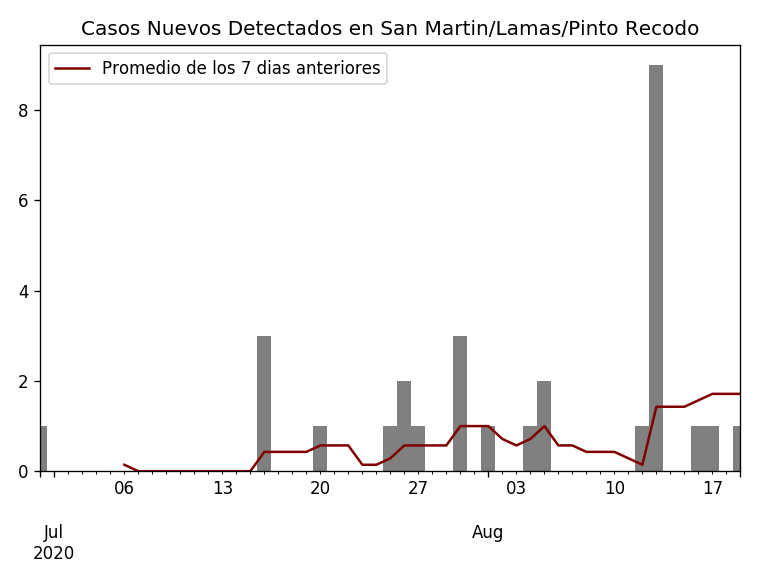 Casos Nuevos Detectados en San Martin/Lamas/Pinto Recodo
Promedio de los 7 dias anteriores
8
6
4
2
0
06 13 20 27 03 10 17
Jul Aug
2020